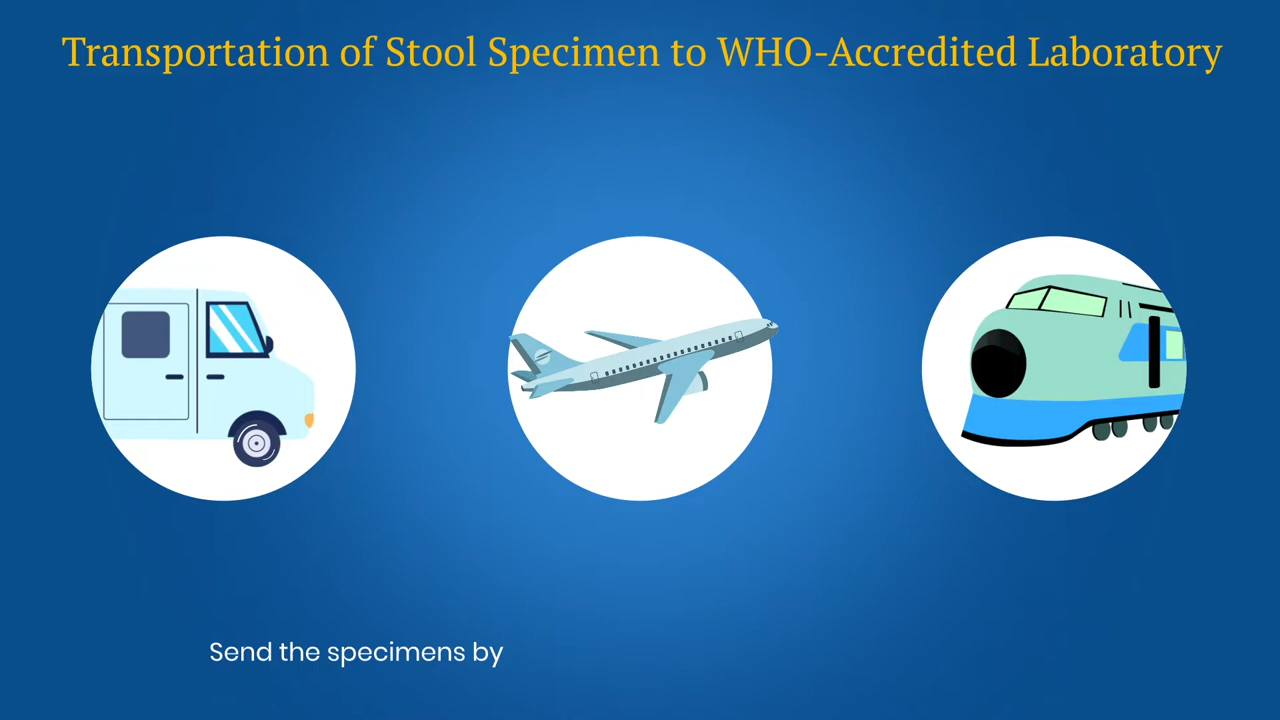 Transportation of Stool Specimen to WHO-Accredited Laboratory
Send the specimens by